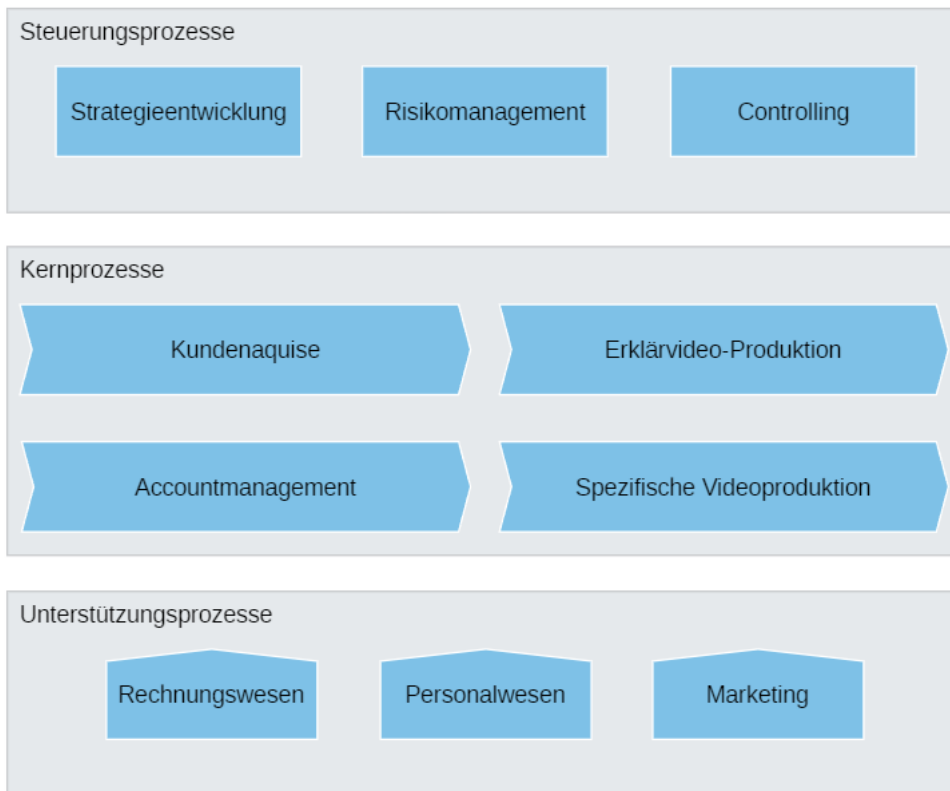 Steuerungsprozesse
Strategieentwicklung
Risikomanagement
Controlling
Kernprozesse
Kundenaquise
Erklärvideo-Produktion
Accountmanagement
Spezifische Videoproduktion
Unterstützungsprozesse
Rechnungswesen
Personalwesen
Marketing